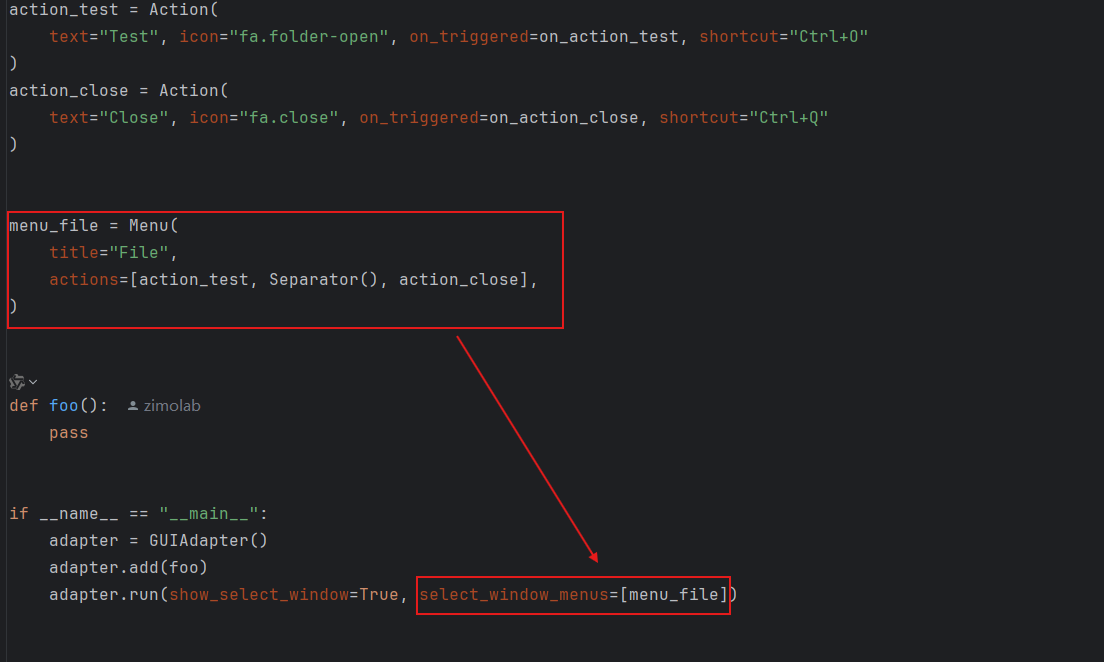 action_test = Action(
    text="Test", icon="fa.folder-open", on_triggered=on_action_test, shortcut="Ctrl+O"
)
action_close = Action(
    text="Close", icon="fa.close", on_triggered=on_action_close, shortcut="Ctrl+Q"
)
menu_file = Menu(
    title="File",
    actions=[action_test, Separator(), action_close],
)
def foo(): zimolab
    pass
if __name__ == "__main__":
    adapter = GUIAdapter()
    adapter.add(foo)
    adapter.run(show_select_window=True, select_window_menus=[menu_file])